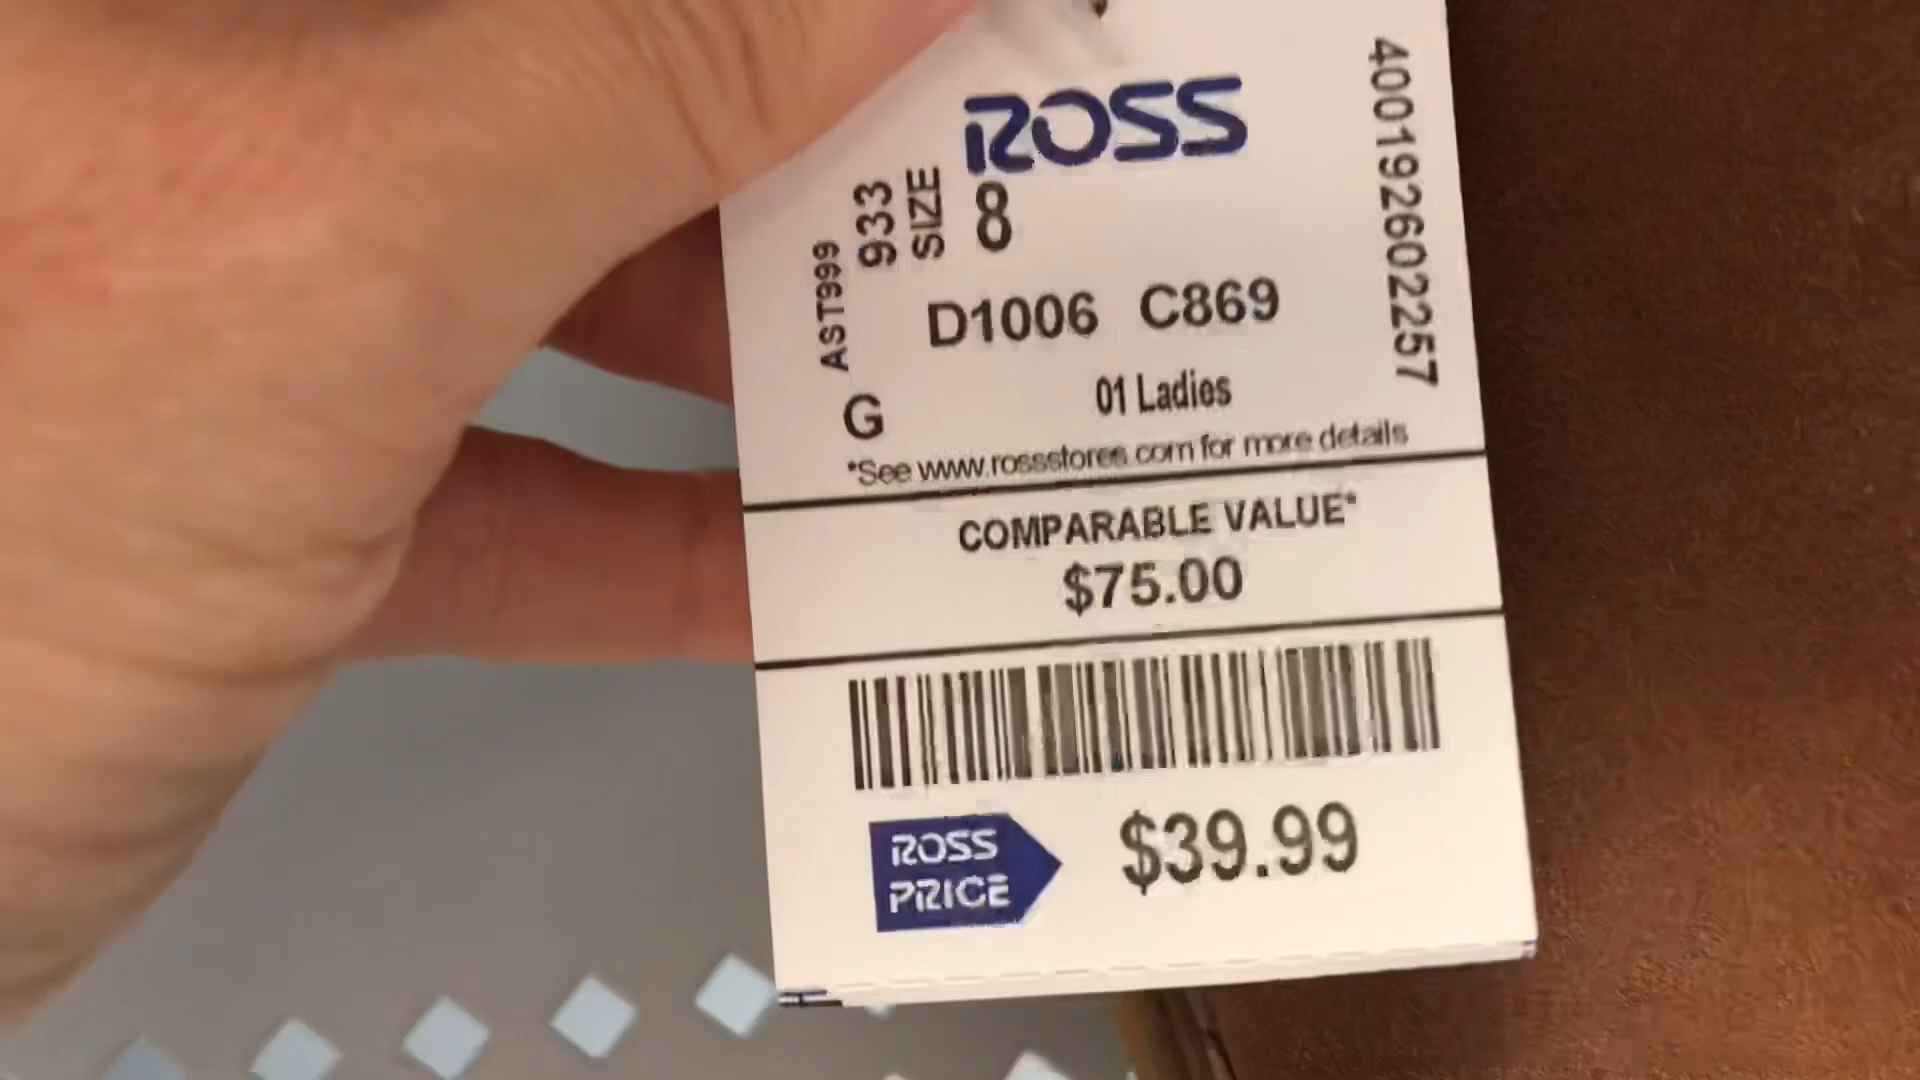 ROSS
SIZE 8
933
AST999
D1006 C869
G
01 Ladies
*See www.rossstores.com for more details
400192602257
COMPARABLE VALUE*
$75.00
ROSS
PRICE
$39.99